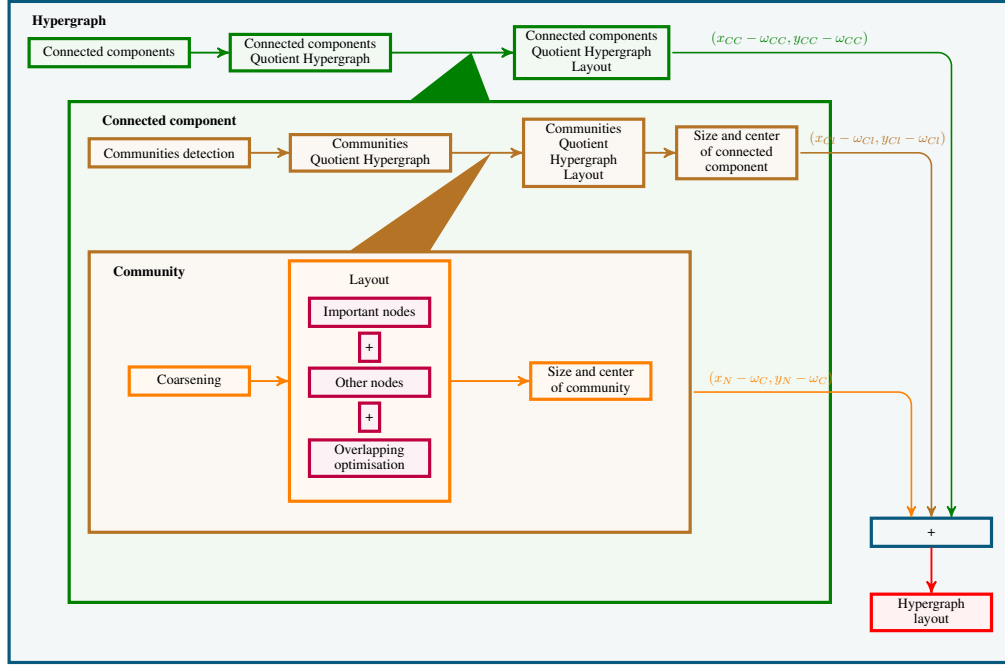 Hypergraph
Connected components
Connected components
Quotient Hypergraph
Connected components
Quotient Hypergraph
Layout
(x_{CC} − ω_{CC}, y_{CC} − ω_{CC})
Connected component
Communities detection
Communities
Quotient Hypergraph
Communities
Quotient
Hypergraph
Layout
Size and center
of connected
component
(x_{Cl} − ω_{Cl}, y_{Cl} − ω_{Cl})
Community
Coarsening
Layout
Important nodes
+
Other nodes
+
Overlapping
optimisation
Size and center
of community
(x_N − ω_C, y_N − ω_C)
+
Hypergraph
layout